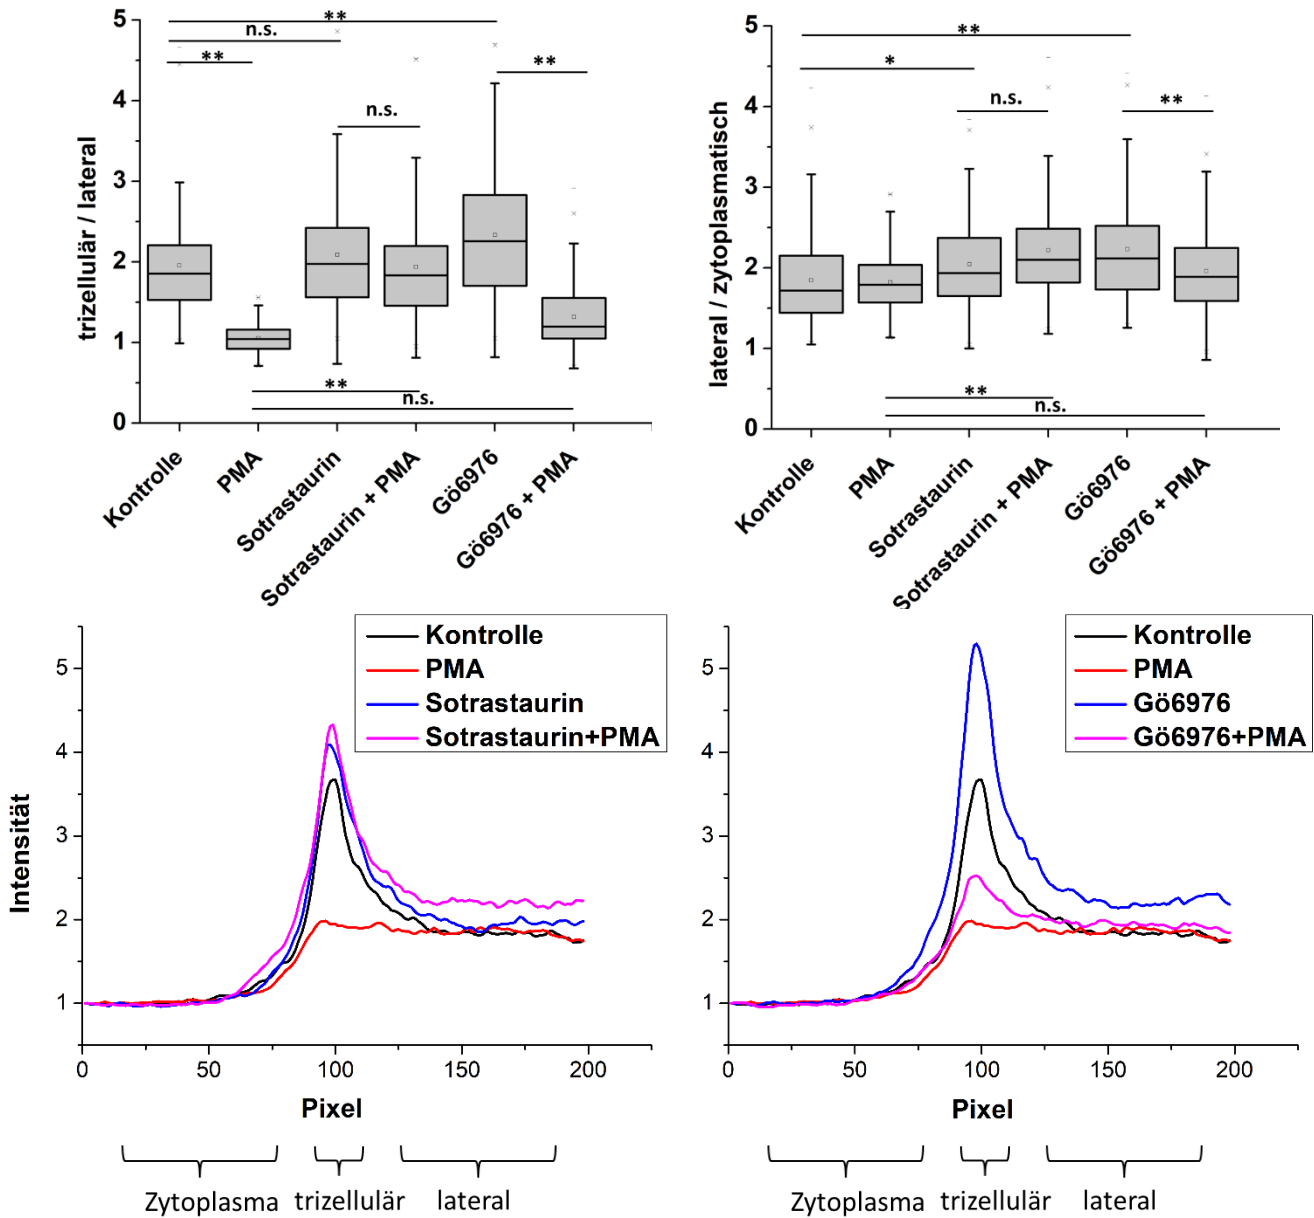 5
4
3
2
1
0
trizellulär / lateral
**
n.s.
**
**
n.s.
**
n.s.
Kontrolle
PMA
Sotrastaurin
Sotrastaurin + PMA
Gö6976
Gö6976 + PMA
5
4
3
2
1
0
lateral / zytoplasmatisch
**
*
n.s.
**
**
n.s.
Kontrolle
PMA
Sotrastaurin
Sotrastaurin + PMA
Gö6976
Gö6976 + PMA
Kontrolle
PMA
Sotrastaurin
Sotrastaurin+PMA
5
4
3
2
1
Intensität
0
50
100
150
200
Pixel
Zytoplasma
trizellulär
lateral
Kontrolle
PMA
Gö6976
Gö6976+PMA
5
4
3
2
1
0
50
100
150
200
Pixel
Zytoplasma
trizellulär
lateral